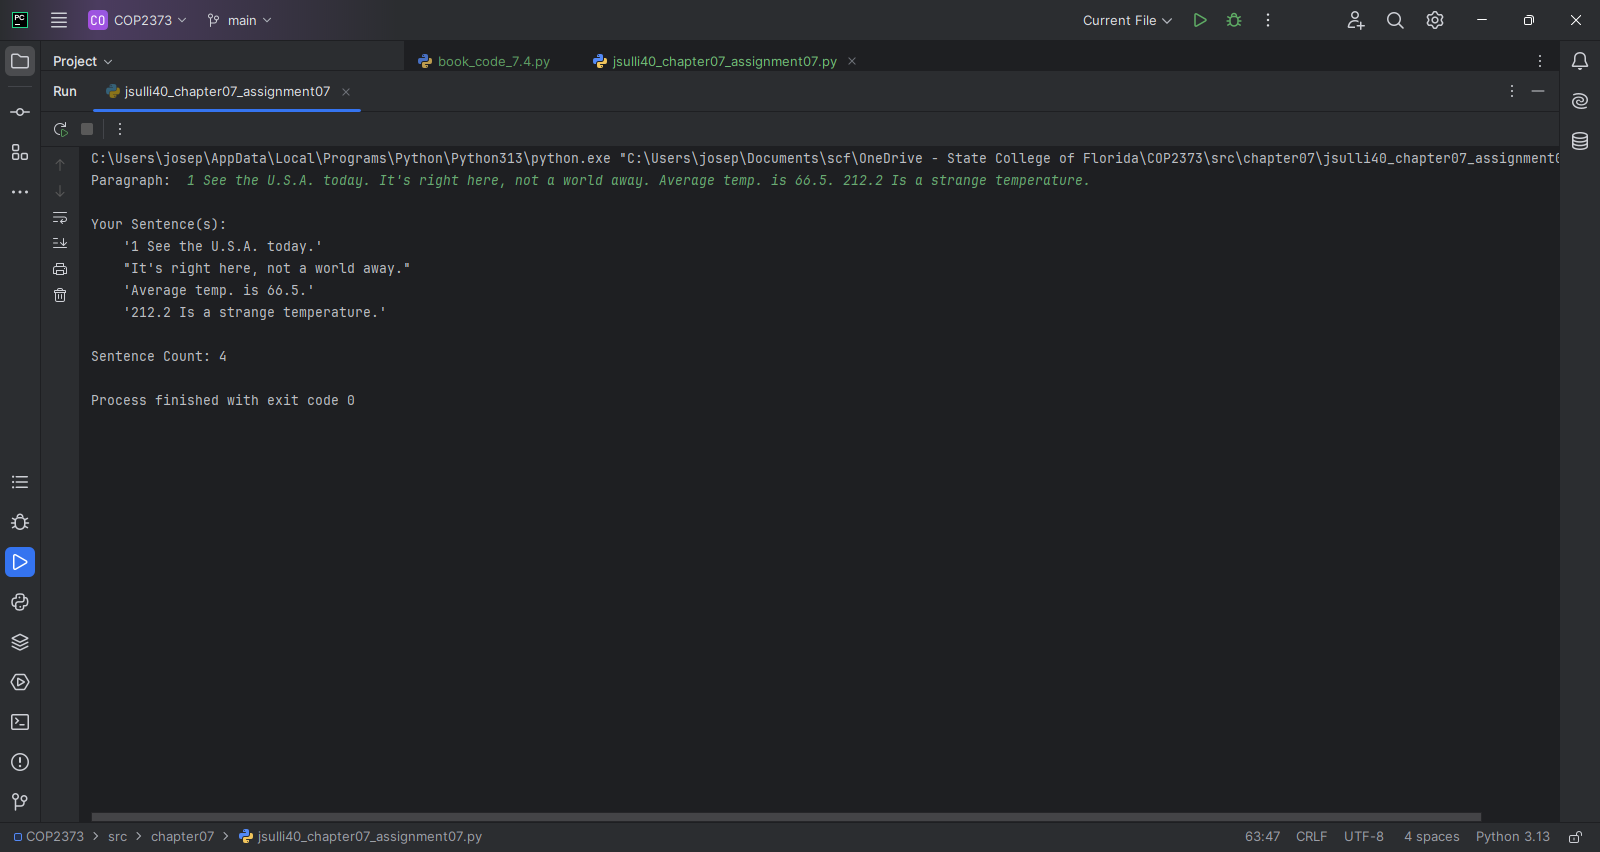 PC
CO COP2373 main Current File
Project book_code_7.4.py jsulli40_chapter07_assignment07.py
Run jsulli40_chapter07_assignment07
C:\Users\josep\AppData\Local\Programs\Python\Python313\python.exe "C:\Users\josep\Documents\scf\OneDrive - State College of Florida\COP2373\src\chapter07\jsulli40_chapter07_assignment0
Paragraph: 1 See the U.S.A. today. It's right here, not a world away. Average temp. is 66.5. 212.2 Is a strange temperature.
Your Sentence(s):
'1 See the U.S.A. today.'
"It's right here, not a world away."
'Average temp. is 66.5.'
'212.2 Is a strange temperature.'
Sentence Count: 4
Process finished with exit code 0
COP2373 > src > chapter07 > jsulli40_chapter07_assignment07.py 63:47 CRLF UTF-8 4 spaces Python 3.13